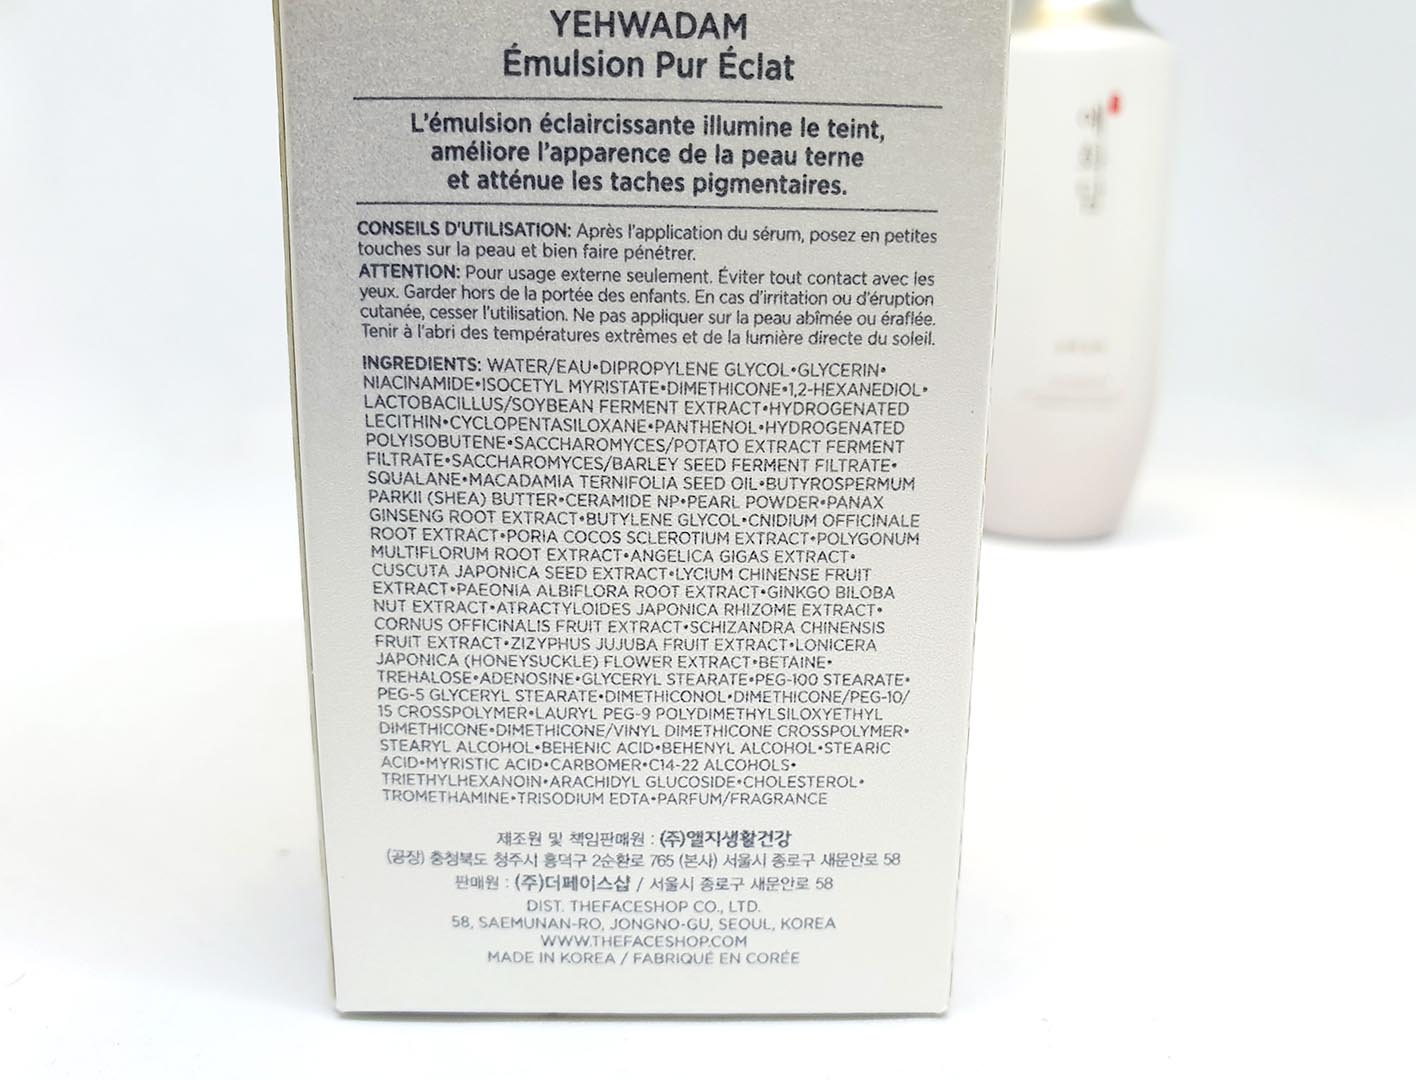 YEHWADAM
Émulsion Pur Éclat
L'émulsion éclaircissante illumine le teint,
améliore l'apparence de la peau terne
et atténue les taches pigmentaires.
CONSEILS D'UTILISATION: Après l'application du sérum, posez en petites
touches sur la peau et bien faire pénétrer.
ATTENTION: Pour usage externe seulement. Éviter tout contact avec les
yeux. Garder hors de la portée des enfants. En cas d'irritation ou d'éruption
cutanée, cesser l'utilisation. Ne pas appliquer sur la peau abîmée ou éraflée.
Tenir à l'abri des températures extrêmes et de la lumière directe du soleil.
INGREDIENTS: WATER/EAU•DIPROPYLENE GLYCOL•GLYCERIN•
NIACINAMIDE•ISOCETYL MYRISTATE•DIMETHICONE•1,2-HEXANEDIOL•
LACTOBACILLUS/SOYBEAN FERMENT EXTRACT•HYDROGENATED
LECITHIN•CYCLOPENTASILOXANE•PANTHENOL•HYDROGENATED
POLYISOBUTENE•SACCHAROMYCES/POTATO EXTRACT FERMENT
FILTRATE•SACCHAROMYCES/BARLEY SEED FERMENT FILTRATE•
SQUALANE•MACADAMIA TERNIFOLIA SEED OIL•BUTYROSPERMUM
PARKII (SHEA) BUTTER•CERAMIDE NP•PEARL POWDER•PANAX
GINSENG ROOT EXTRACT•BUTYLENE GLYCOL•CNIDIUM OFFICINALE
ROOT EXTRACT•PORIA COCOS SCLEROTIUM EXTRACT•POLYGONUM
MULTIFLORUM ROOT EXTRACT•ANGELICA GIGAS EXTRACT•
CUSCUTA JAPONICA SEED EXTRACT•LYCIUM CHINENSE FRUIT
EXTRACT•PAEONIA ALBIFLORA ROOT EXTRACT•GINKGO BILOBA
NUT EXTRACT•ATRACTYLOIDES JAPONICA RHIZOME EXTRACT•
CORNUS OFFICINALIS FRUIT EXTRACT•SCHIZANDRA CHINENSIS
FRUIT EXTRACT•ZIZYPHUS JUJUBA FRUIT EXTRACT•LONICERA
JAPONICA (HONEYSUCKLE) FLOWER EXTRACT•BETAINE•
TREHALOSE•ADENOSINE•GLYCERYL STEARATE•PEG-100 STEARATE•
PEG-5 GLYCERYL STEARATE•DIMETHICONOL•DIMETHICONE/PEG-10/
15 CROSSPOLYMER•LAURYL PEG-9 POLYDIMETHYLSILOXYETHYL
DIMETHICONE•DIMETHICONE/VINYL DIMETHICONE CROSSPOLYMER•
STEARYL ALCOHOL•BEHENIC ACID•BEHENYL ALCOHOL•STEARIC
ACID•MYRISTIC ACID•CARBOMER•C14-22 ALCOHOLS•
TRIETHYLHEXANOIN•ARACHIDYL GLUCOSIDE•CHOLESTEROL•
TROMETHAMINE•TRISODIUM EDTA•PARFUM/FRAGRANCE
제조원 및 책임판매원 : (주)엘지생활건강
(공장) 충청북도 청주시 흥덕구 2순환로 765 (본사) 서울시 종로구 새문안로 58
판매원 : (주)더페이스샵 / 서울시 종로구 새문안로 58
DIST. THEFACESHOP CO., LTD.
58, SAEMUNAN-RO, JONGNO-GU, SEOUL, KOREA
WWW.THEFACESHOP.COM
MADE IN KOREA / FABRIQUÉ EN CORÉE
예
화
담